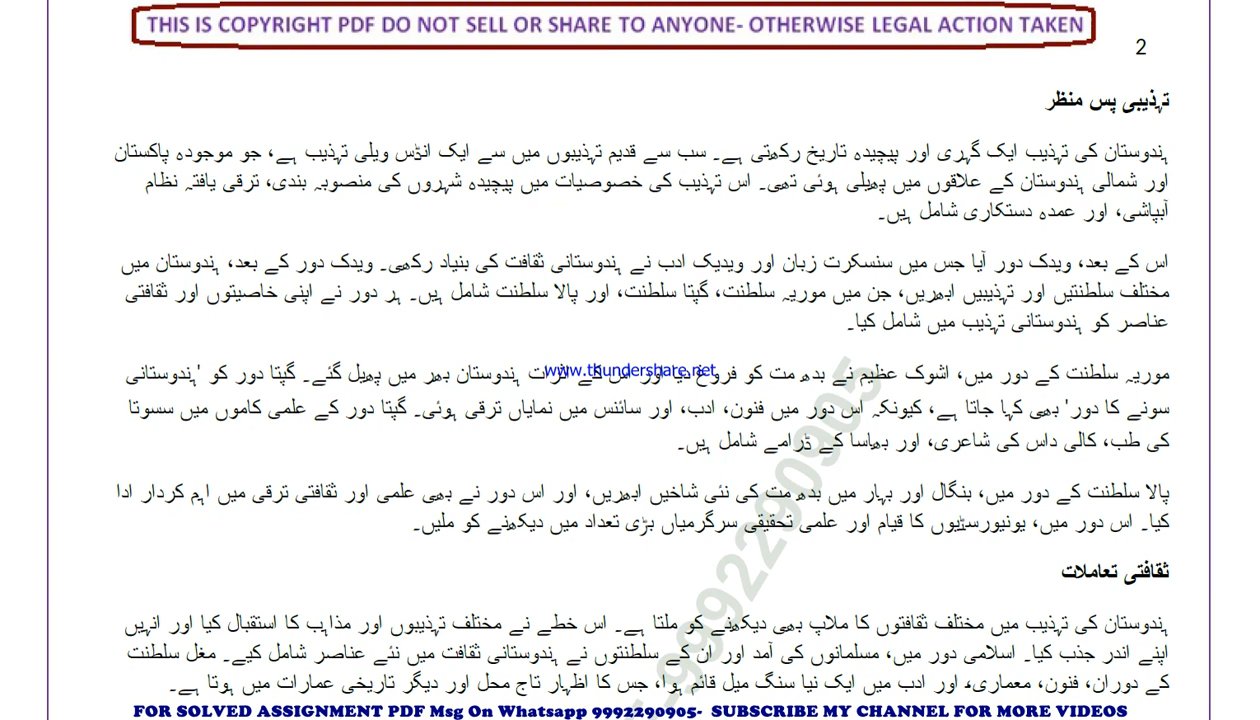 THIS IS COPYRIGHT PDF DO NOT SELL OR SHARE TO ANYONE- OTHERWISE LEGAL ACTION TAKEN
2
تہذیبی پس منظر
ہندوستان کی تہذیب ایک گہری اور پیچیدہ تاریخ رکھتی ہے۔ سب سے قدیم تہذیبوں میں سے ایک انڈس ویلی تہذیب ہے، جو موجودہ پاکستان
اور شمالی ہندوستان کے علاقوں میں پھیلی ہوئی تھی۔ اس تہذیب کی خصوصیات میں پیچیدہ شہروں کی منصوبہ بندی، ترقی یافتہ نظام
آبپاشی، اور عمدہ دستکاری شامل ہیں۔
اس کے بعد، ویدک دور آیا جس میں سنسکرت زبان اور ویدیک ادب نے ہندوستانی ثقافت کی بنیاد رکھی۔ ویدک دور کے بعد، ہندوستان میں
مختلف سلطنتیں اور تہذیبیں ابھریں، جن میں موریہ سلطنت، گپتا سلطنت، اور پالا سلطنت شامل ہیں۔ ہر دور نے اپنی خاصیتوں اور ثقافتی
عناصر کو ہندوستانی تہذیب میں شامل کیا۔
موریہ سلطنت کے دور میں، اشوک عظیم نے بدھ مت کو فروغ دیا اور اس کے اثرات ہندوستان بھر میں پھیل گئے۔ گپتا دور کو 'ہندوستانی
www.thundershare.net
سونے کا دور' بھی کہا جاتا ہے، کیونکہ اس دور میں فنون، ادب، اور سائنس میں نمایاں ترقی ہوئی۔ گپتا دور کے علمی کاموں میں سسوتا
کی طب، کالی داس کی شاعری، اور بھاسا کے ڈرامے شامل ہیں۔
پالا سلطنت کے دور میں، بنگال اور بہار میں بدھ مت کی نئی شاخیں ابھریں، اور اس دور نے بھی علمی اور ثقافتی ترقی میں اہم کردار ادا
کیا۔ اس دور میں، یونیورسٹیوں کا قیام اور علمی تحقیقی سرگرمیاں بڑی تعداد میں دیکھنے کو ملیں۔
ثقافتی تعاملات
ہندوستان کی تہذیب میں مختلف ثقافتوں کا ملاپ بھی دیکھنے کو ملتا ہے۔ اس خطے نے مختلف تہذیبوں اور مذاہب کا استقبال کیا اور انہیں
اپنے اندر جذب کیا۔ اسلامی دور میں، مسلمانوں کی آمد اور ان کے سلطنتوں نے ہندوستانی ثقافت میں نئے عناصر شامل کیے۔ مغل سلطنت
کے دوران، فنون، معماری، اور ادب میں ایک نیا سنگ میل قائم ہوا، جس کا اظہار تاج محل اور دیگر تاریخی عمارات میں ہوتا ہے۔
-9992290905
FOR SOLVED ASSIGNMENT PDF Msg On Whatsapp 9992290905- SUBSCRIBE MY CHANNEL FOR MORE VIDEOS